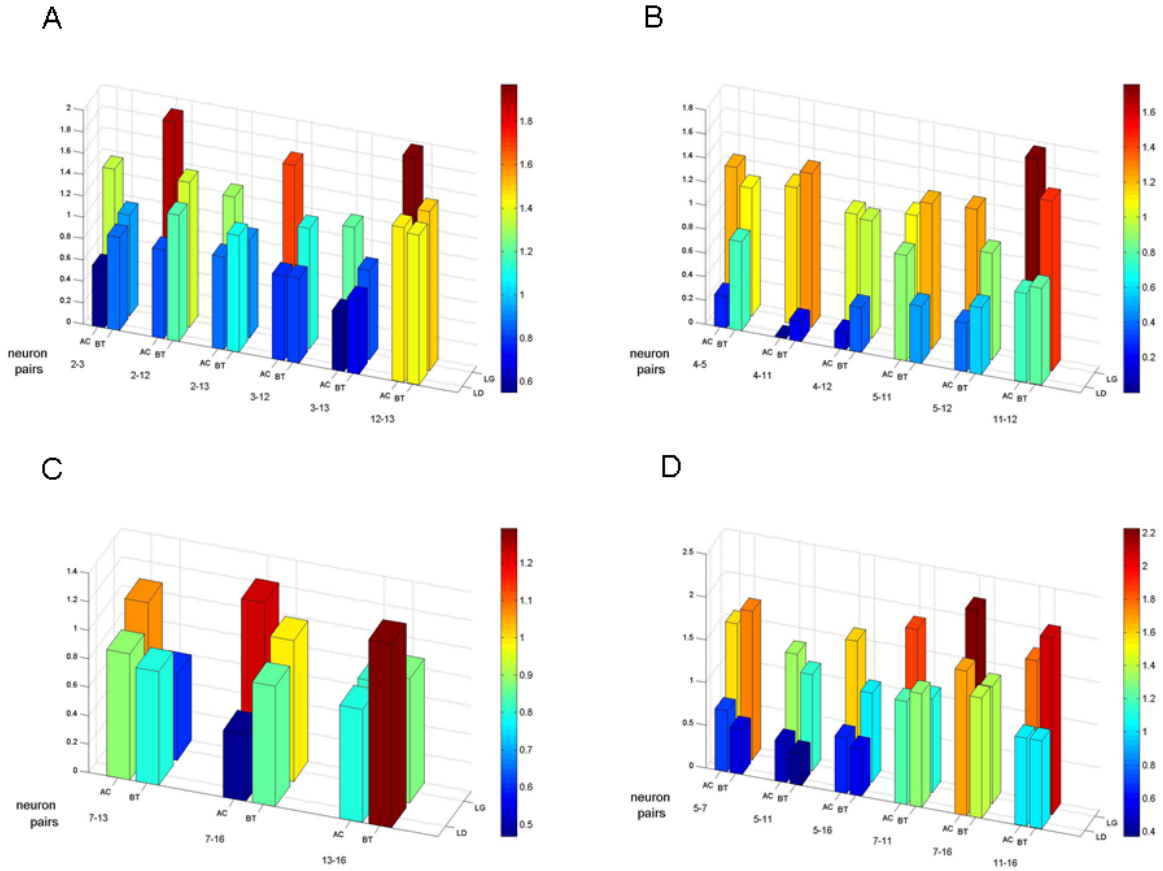 A
2
1.8
1.6
1.4
1.2
1
0.8
0.6
0.4
0.2
0
neuron
pairs
AC BT AC BT AC BT AC BT AC BT AC BT
2-3 2-12 2-13 3-12 3-13 12-13
LG
LD
1.8
1.6
1.4
1.2
1
0.8
0.6
B
1.8
1.6
1.4
1.2
1
0.8
0.6
0.4
0.2
0
neuron
pairs
AC BT AC BT AC BT AC BT AC BT AC BT
4-5 4-11 4-12 5-11 5-12 11-12
LG
LD
1.6
1.4
1.2
1
0.8
0.6
0.4
0.2
C
1.4
1.2
1
0.8
0.6
0.4
0.2
0
neuron
pairs
AC BT AC BT AC BT
7-13 7-16 13-16
LG
LD
1.2
1.1
1
0.9
0.8
0.7
0.6
0.5
D
2.5
2
1.5
1
0.5
0
neuron
pairs
AC BT AC BT AC BT AC BT AC BT AC BT
5-7 5-11 5-16 7-11 7-16 11-16
LG
LD
2.2
2
1.8
1.6
1.4
1.2
1
0.8
0.6
0.4